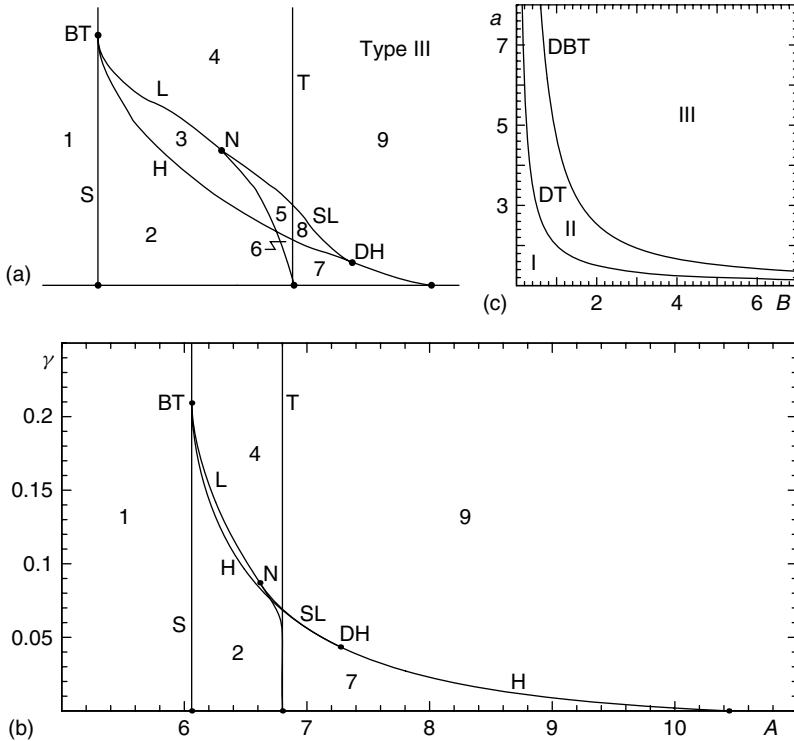 BT
4
Type III
L
T
1
3
N
9
H
S
5
SL
2
8
6
DH
7
(a)
a
7
DBT
5
III
3
DT
II
I
(c)
2
4
6
B
γ
BT
T
0.2
4
L
0.15
1
9
0.1
H
N
S
SL
0.05
2
DH
7
H
(b)
6
7
8
9
10
A